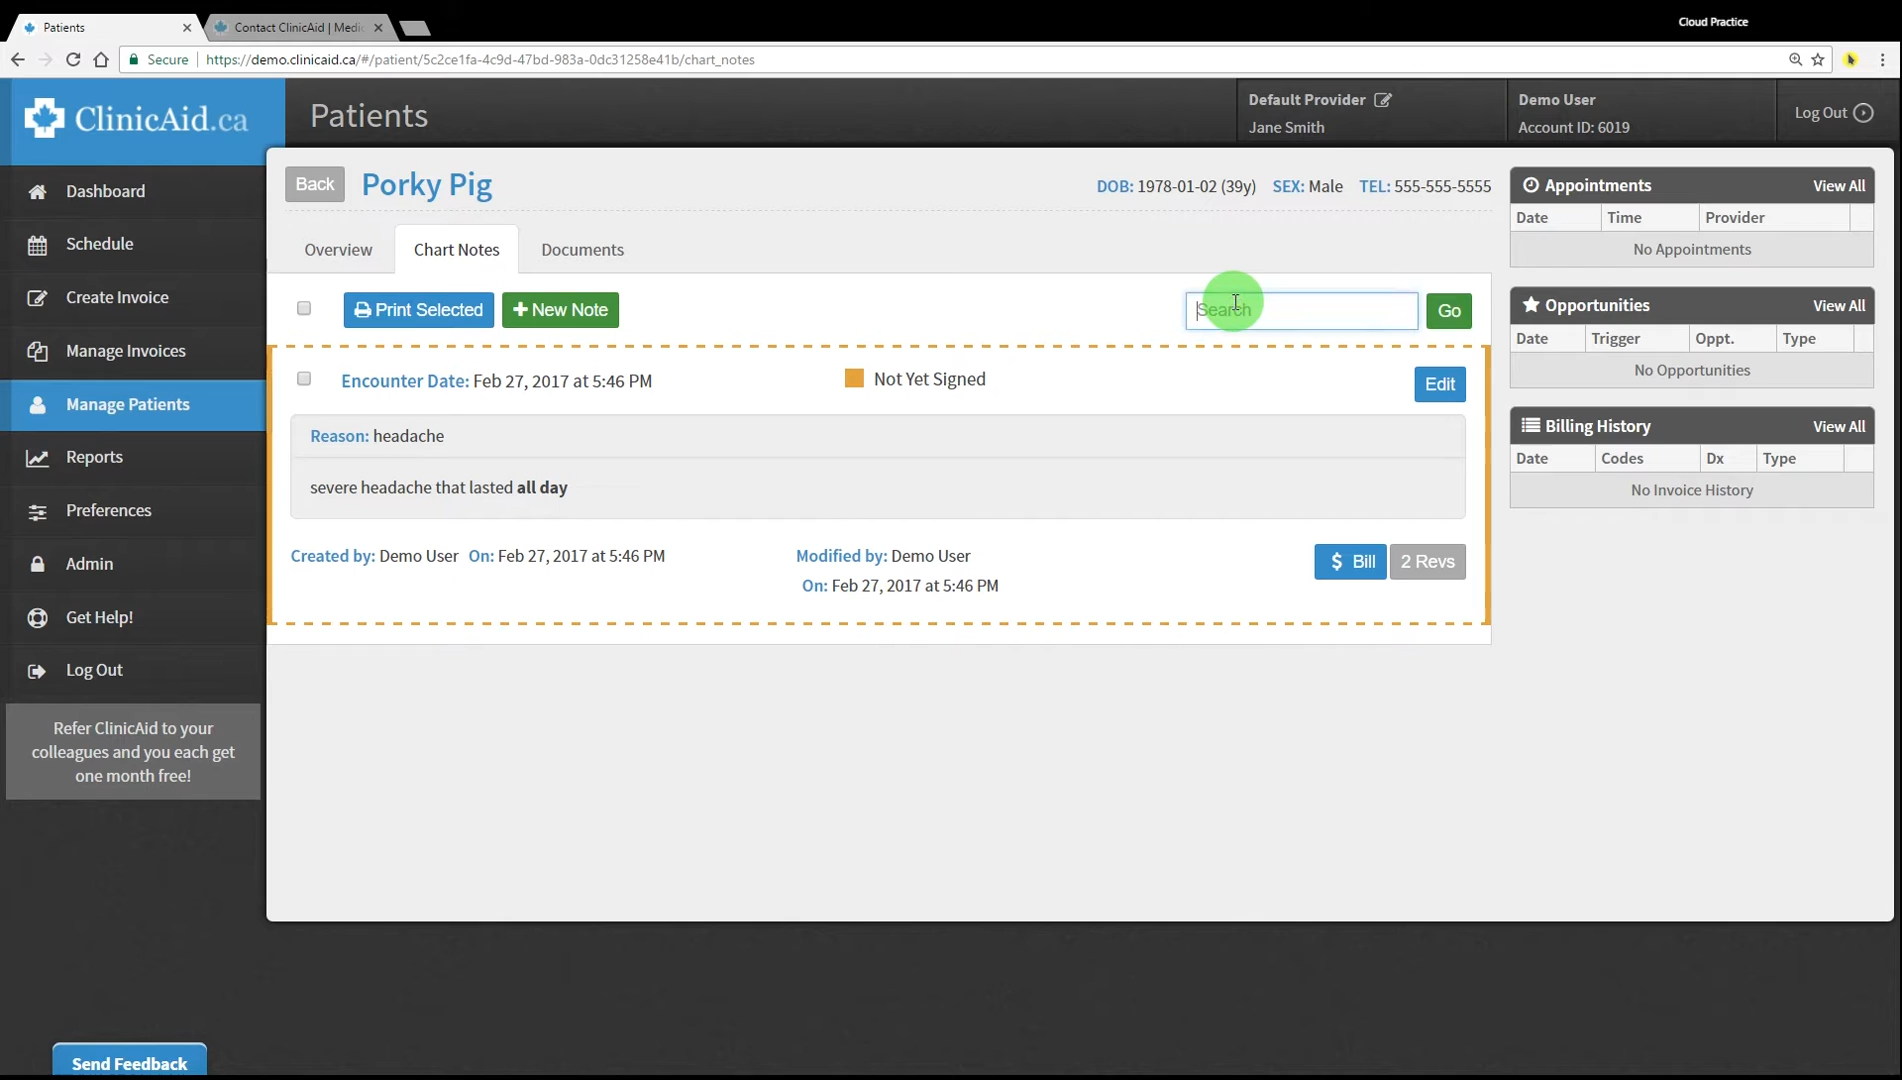 Patients
Contact ClinicAid | Medic
Cloud Practice
Secure https://demo.clinicaid.ca/#/patient/5c2ce1fa-4c9d-47bd-983a-0dc31258e41b/chart_notes
ClinicAid.ca
Patients
Default Provider
Jane Smith
Demo User
Account ID: 6019
Log Out
Dashboard
Schedule
Create Invoice
Manage Invoices
Manage Patients
Reports
Preferences
Admin
Get Help!
Log Out
Refer ClinicAid to your
colleagues and you each get
one month free!
Send Feedback
Back Porky Pig DOB: 1978-01-02 (39y) SEX: Male TEL: 555-555-5555
Overview Chart Notes Documents
Print Selected + New Note Search Go
Encounter Date: Feb 27, 2017 at 5:46 PM Not Yet Signed Edit
Reason: headache
severe headache that lasted all day
Created by: Demo User On: Feb 27, 2017 at 5:46 PM Modified by: Demo User
On: Feb 27, 2017 at 5:46 PM
$ Bill 2 Revs
Appointments View All
Date Time Provider
No Appointments
Opportunities View All
Date Trigger Oppt. Type
No Opportunities
Billing History View All
Date Codes Dx Type
No Invoice History